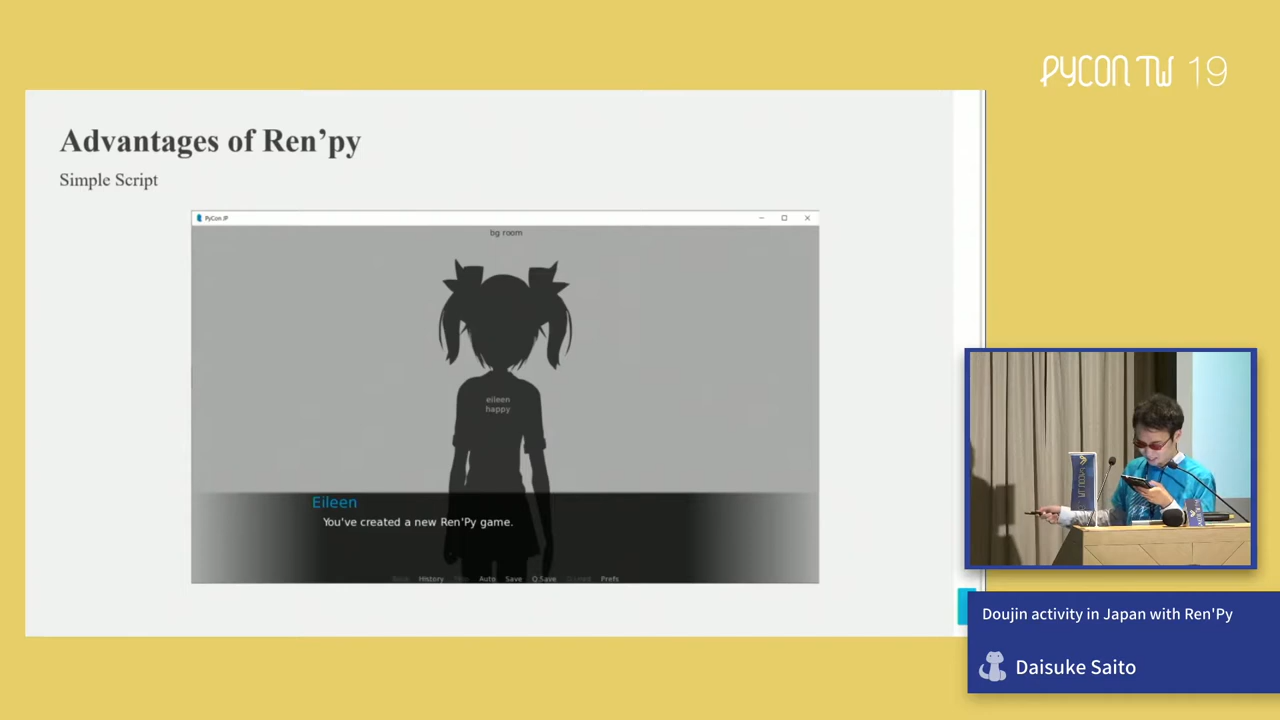 PYCON TW 19
Advantages of Ren'py
Simple Script
PyCon JP
bg room
eileen
happy
Eileen
You've created a new Ren'Py game.
History Auto Save Q.Save Prefs
Doujin activity in Japan with Ren'Py
Daisuke Saito